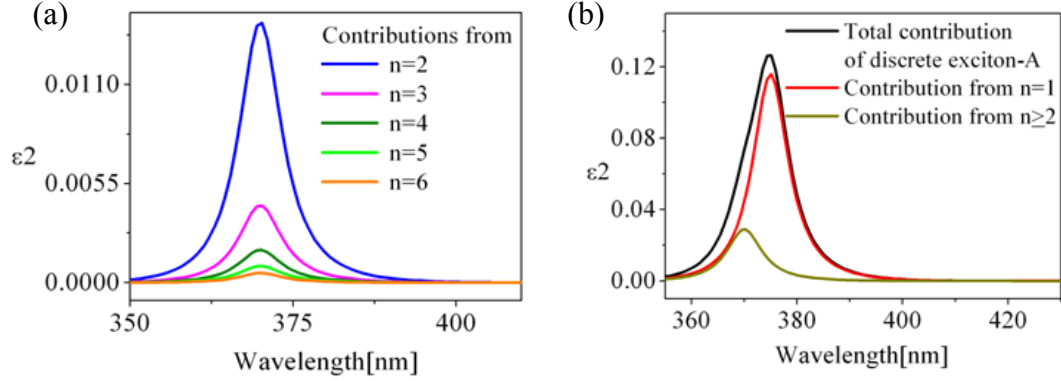 (a)
Contributions from
n=2
n=3
n=4
n=5
n=6
0.0110
0.0055
0.0000
ε2
350
375
400
Wavelength[nm]
(b)
Total contribution
of discrete exciton-A
Contribution from n=1
Contribution from n≥2
0.12
0.08
0.04
0.00
ε2
360
380
400
420
Wavelength[nm]